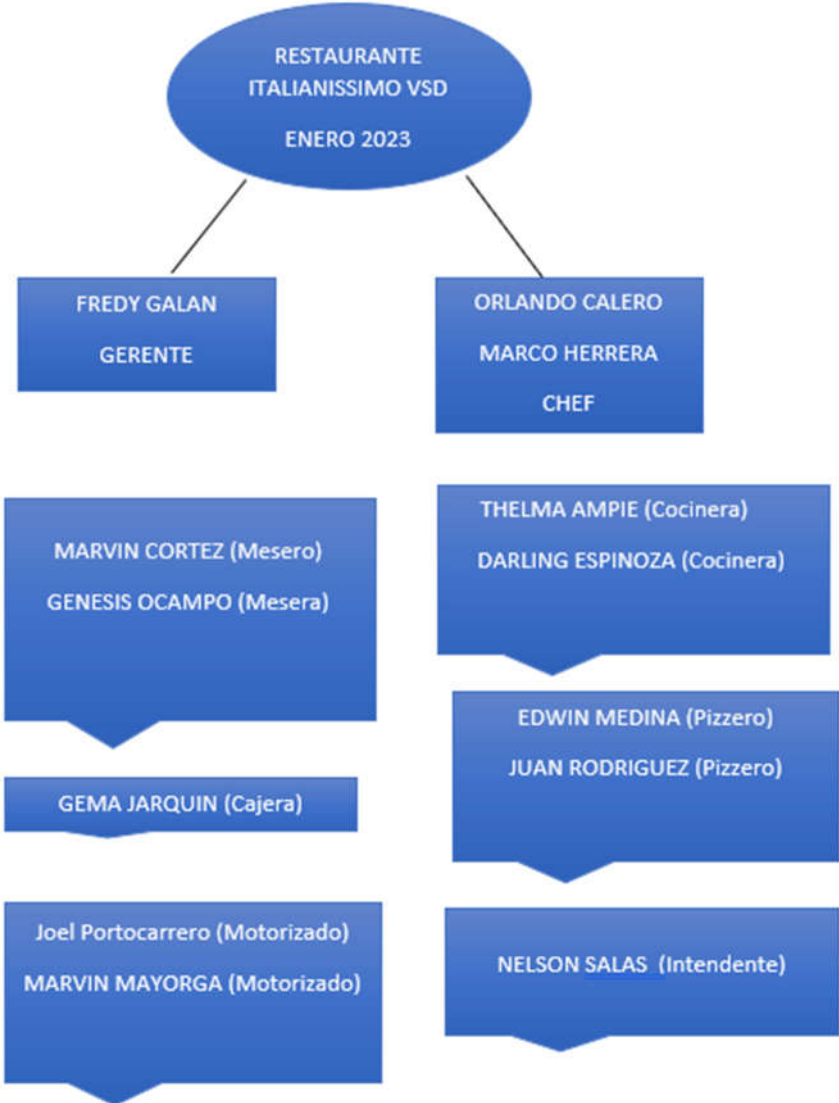 RESTAURANTE
ITALIANISSIMO VSD
ENERO 2023
FREDY GALAN
GERENTE
ORLANDO CALERO
MARCO HERRERA
CHEF
MARVIN CORTEZ (Mesero)
GENESIS OCAMPO (Mesera)
GEMA JARQUIN (Cajera)
Joel Portocarrero (Motorizado)
MARVIN MAYORGA (Motorizado)
THELMA AMPIE (Cocinera)
DARLING ESPINOZA (Cocinera)
EDWIN MEDINA (Pizzero)
JUAN RODRIGUEZ (Pizzero)
NELSON SALAS (Intendente)